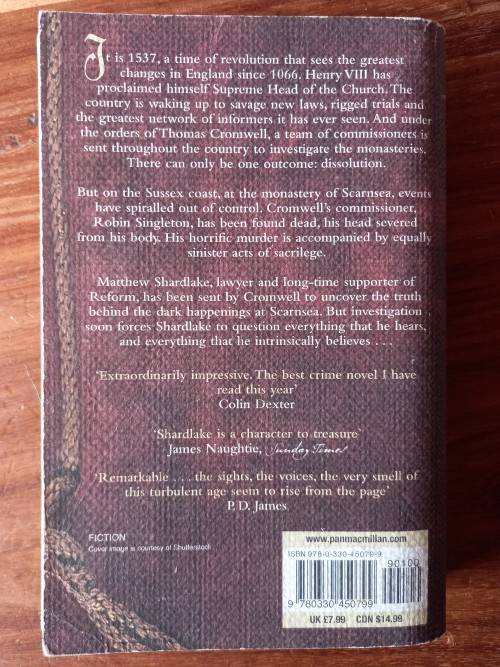 It is 1537, a time of revolution that sees the greatest
changes in England since 1066. Henry VIII has
proclaimed himself Supreme Head of the Church. The
country is waking up to savage new laws, rigged trials and
the greatest network of informers it has ever seen. And under
the orders of Thomas Cromwell, a team of commissioners is
sent throughout the country to investigate the monasteries.
There can only be one outcome: dissolution.
But on the Sussex coast, at the monastery of Scarnsea, events
have spiralled out of control. Cromwell's commissioner,
Robin Singleton, has been found dead, his head severed
from his body. His horrific murder is accompanied by equally
sinister acts of sacrilege.
Matthew Shardlake, lawyer and long-time supporter of
Reform, has been sent by Cromwell to uncover the truth
behind the dark happenings at Scarnsea. But investigation
soon forces Shardlake to question everything that he hears,
and everything that he intrinsically believes . . .
'Extraordinarily impressive. The best crime novel I have
read this year'
Colin Dexter
'Shardlake is a character to treasure'
James Naughtie, Sunday Times
'Remarkable . . . the sights, the voices, the very smell of
this turbulent age seem to rise from the page'
P. D. James
FICTION
Cover image is courtesy of Shutterstock
www.panmacmillan.com
ISBN 978-0-330-45079-9
90100
9 780330 450799
UK £7.99 CDN $14.99